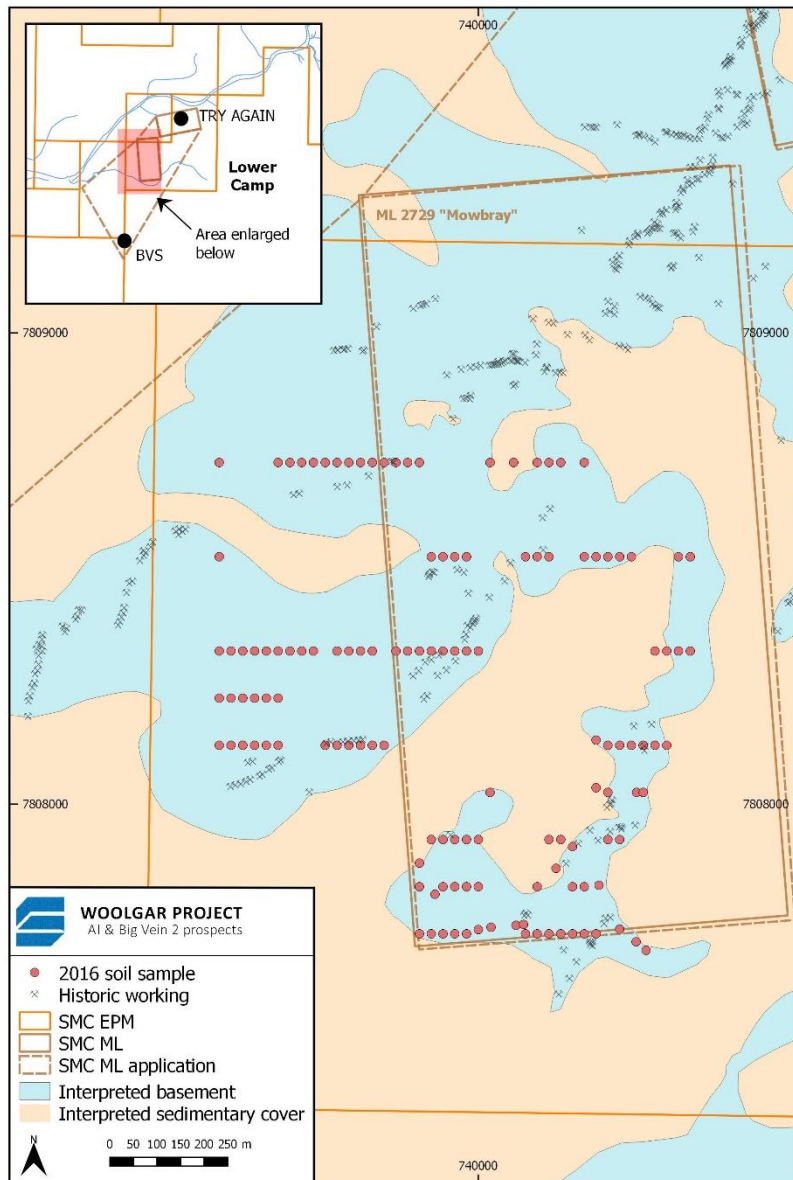 740000
TRY AGAIN
Lower
Camp
Area enlarged
below
BVS
ML 2729 "Mowbray"
7809000
7809000
7808000
7808000
WOOLGAR PROJECT
AI & Big Vein 2 prospects
2016 soil sample
Historic working
SMC EPM
SMC ML
SMC ML application
Interpreted basement
Interpreted sedimentary cover
N
0 50 100 150 200 250 m
740000